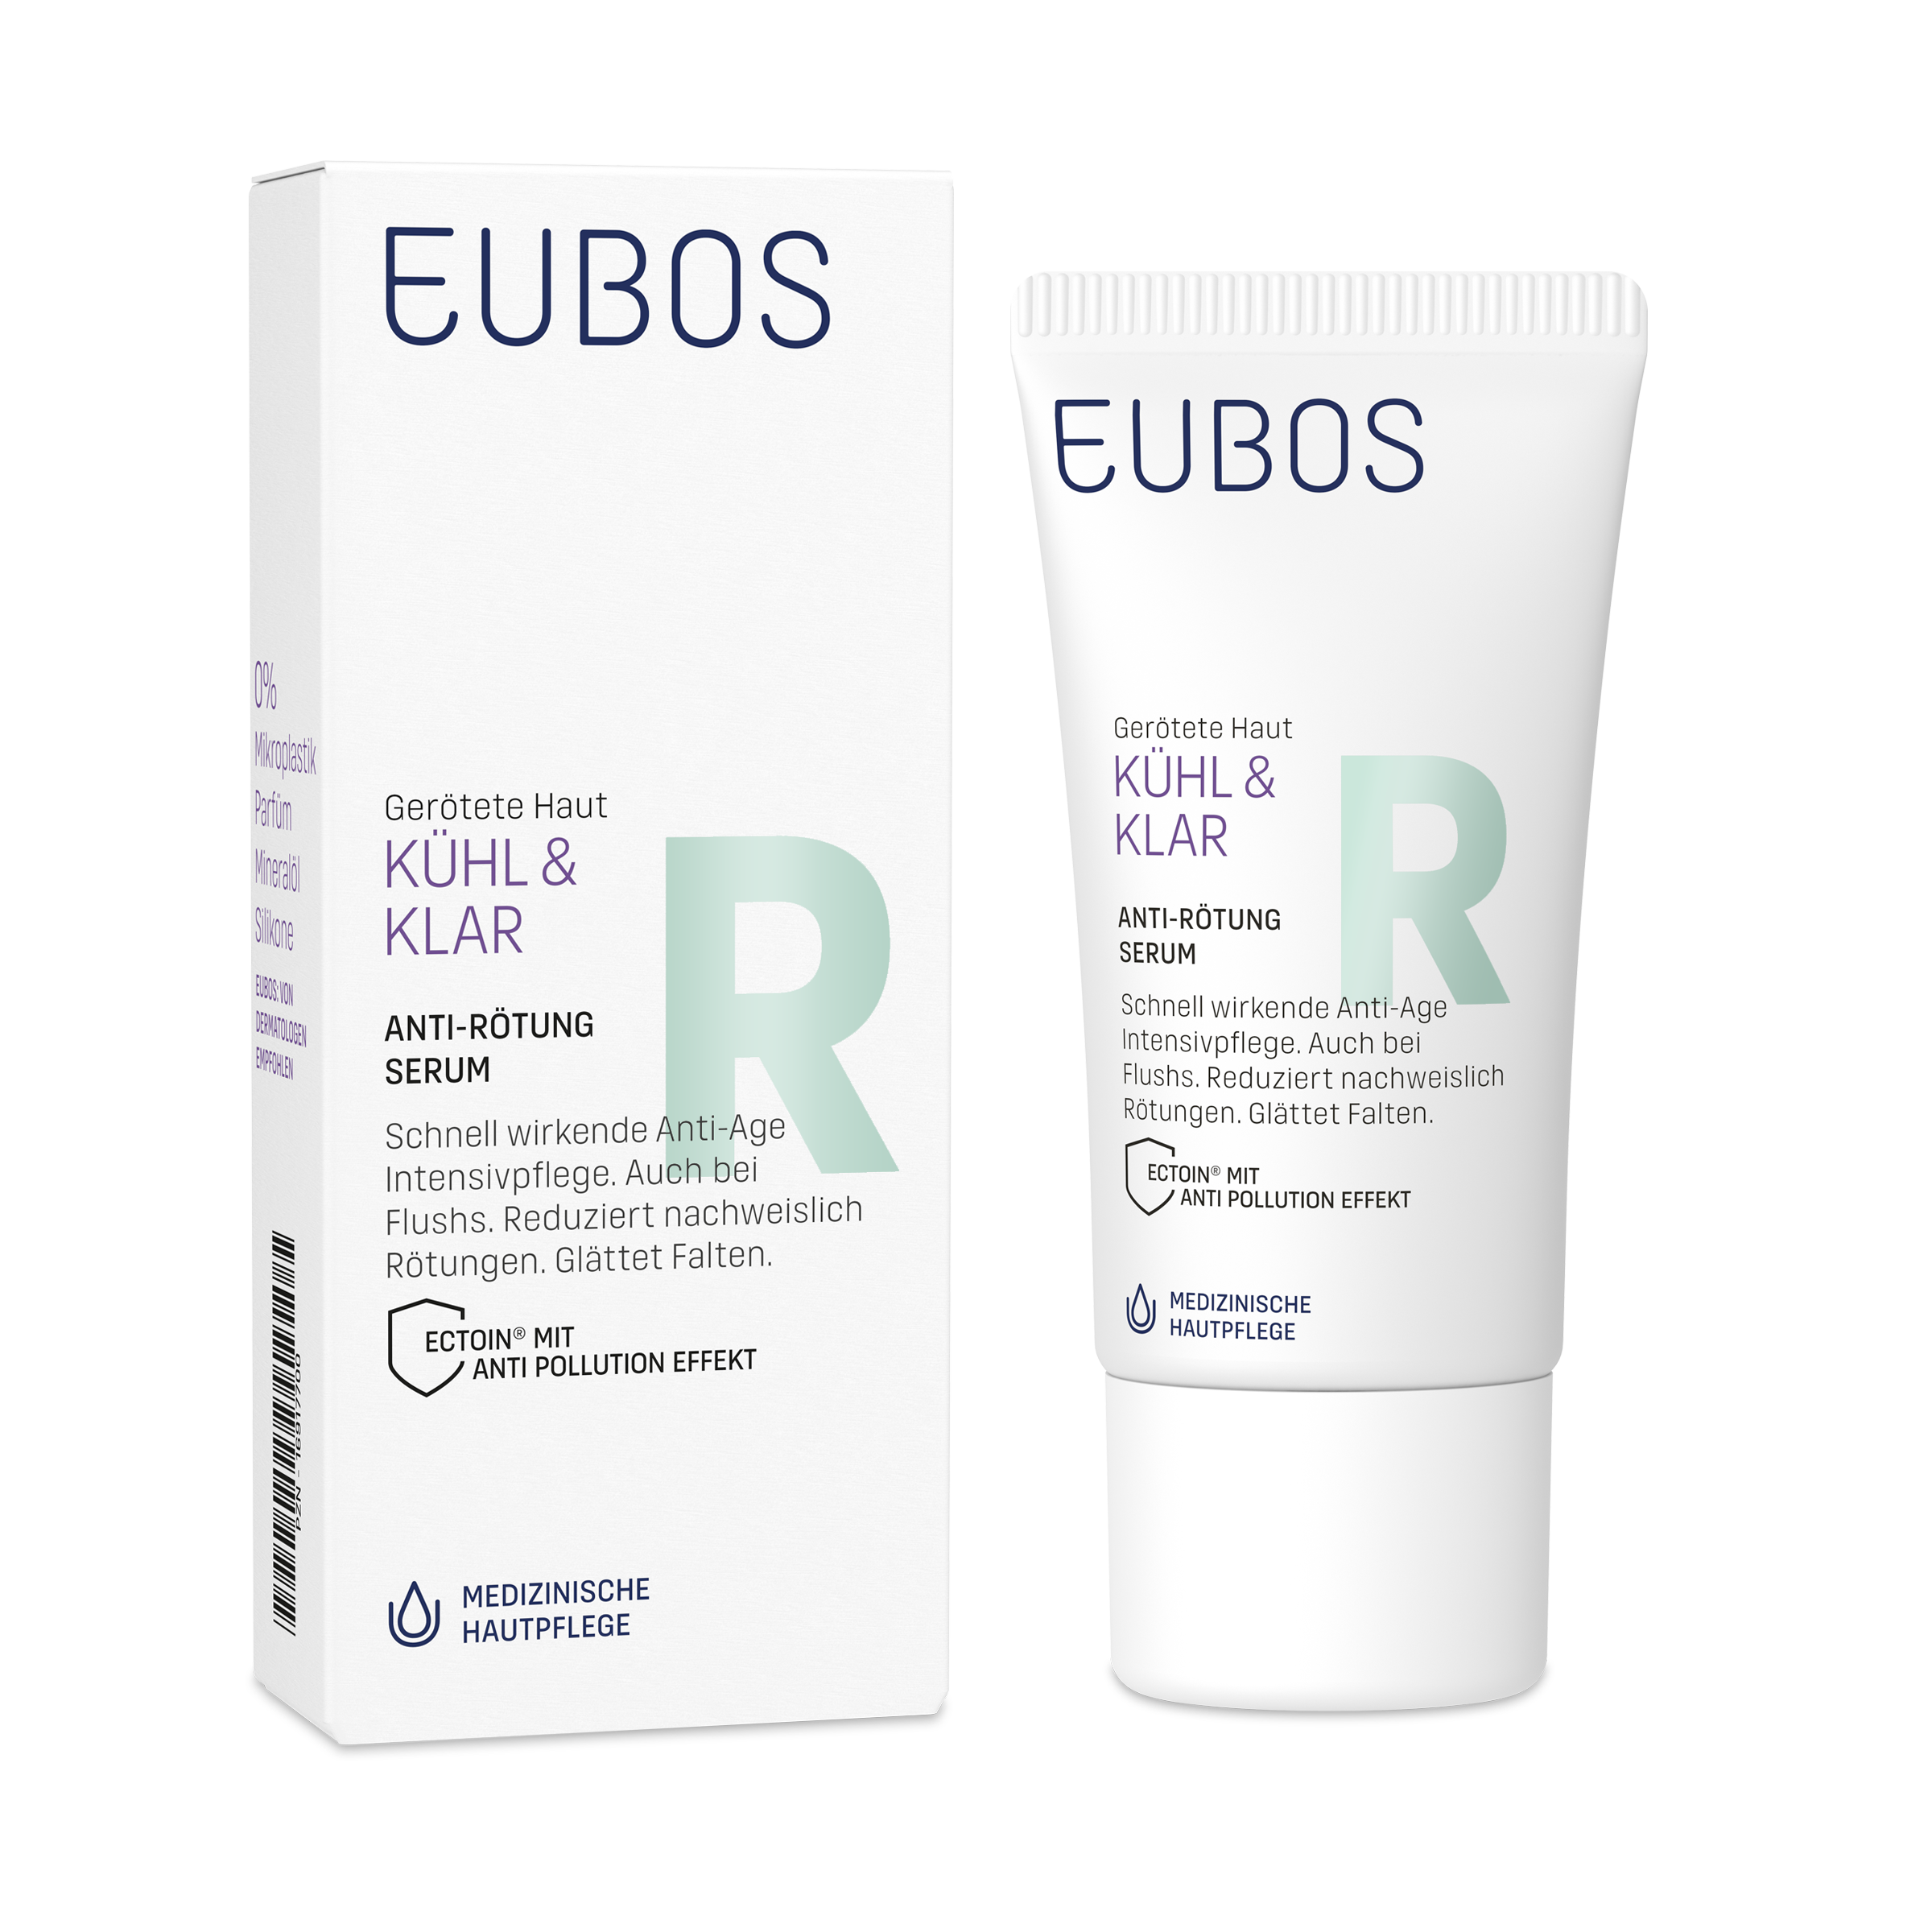 EUBOS
Gerötete Haut
KÜHL &
KLAR
R
ANTI-RÖTUNG
SERUM
Schnell wirkende Anti-Age
Intensivpflege. Auch bei
Flushs. Reduziert nachweislich
Rötungen. Glättet Falten.
ECTOIN® MIT
ANTI POLLUTION EFFEKT
MEDIZINISCHE
HAUTPFLEGE
0%
Mikroplastik
Parfüm
Mineralöl
Silikone
EUBOS: VON
DERMATOLOGEN
EMPFOHLEN
PZN - 16917700
EUBOS
Gerötete Haut
KÜHL &
KLAR
R
ANTI-RÖTUNG
SERUM
Schnell wirkende Anti-Age
Intensivpflege. Auch bei
Flushs. Reduziert nachweislich
Rötungen. Glättet Falten.
ECTOIN® MIT
ANTI POLLUTION EFFEKT
MEDIZINISCHE
HAUTPFLEGE